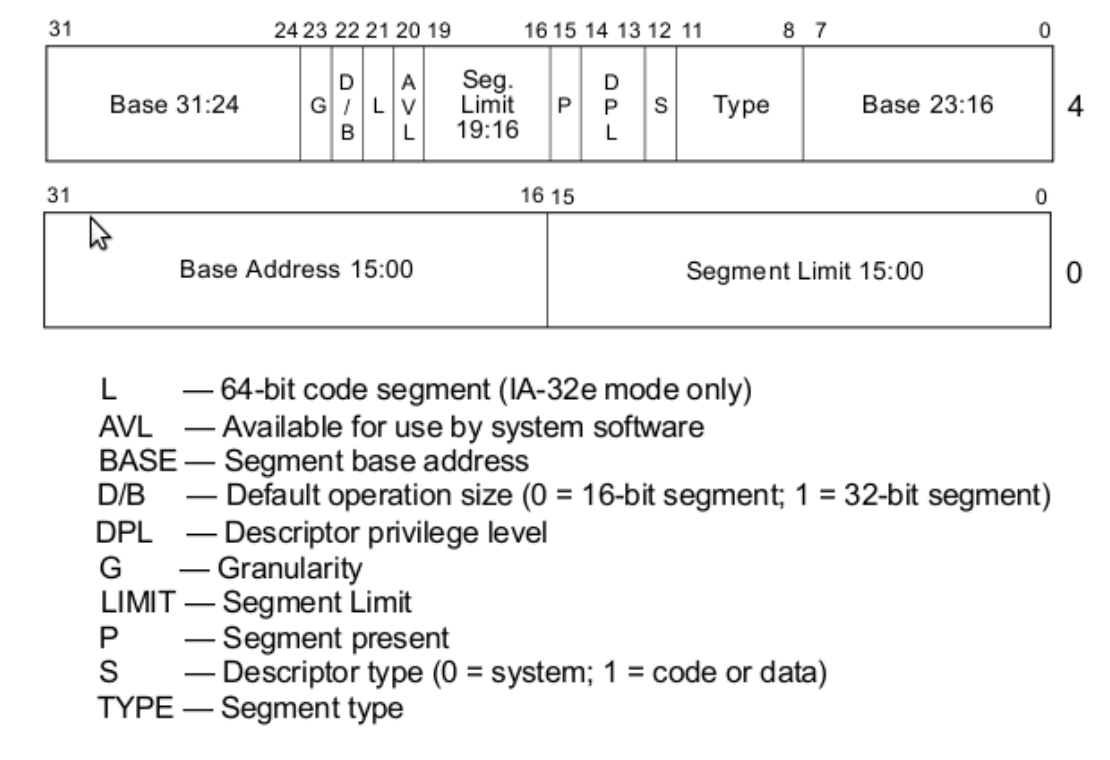 31 24 23 22 21 20 19 16 15 14 13 12 11 8 7 0
Base 31:24 G D/B L AVL Seg. Limit 19:16 P DPL S Type Base 23:16 4
31 16 15 0
Base Address 15:00 Segment Limit 15:00 0
L — 64-bit code segment (IA-32e mode only)
AVL — Available for use by system software
BASE — Segment base address
D/B — Default operation size (0 = 16-bit segment; 1 = 32-bit segment)
DPL — Descriptor privilege level
G — Granularity
LIMIT — Segment Limit
P — Segment present
S — Descriptor type (0 = system; 1 = code or data)
TYPE — Segment type